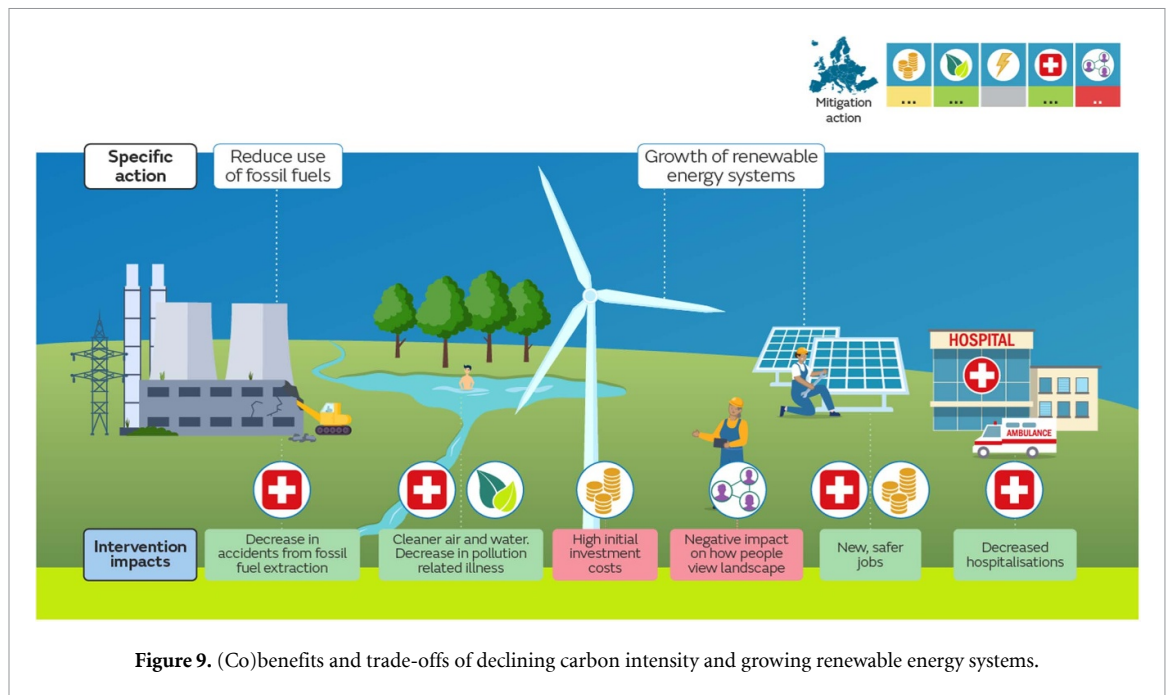 Mitigation
action
...
...
...
..
Specific
action
Reduce use
of fossil fuels
Growth of renewable
energy systems
HOSPITAL
AMBULANCE
Intervention
impacts
Decrease in
accidents from fossil
fuel extraction
Cleaner air and water.
Decrease in pollution
related illness
High initial
investment
costs
Negative impact
on how people
view landscape
New, safer
jobs
Decreased
hospitalisations
Figure 9. (Co)benefits and trade-offs of declining carbon intensity and growing renewable energy systems.